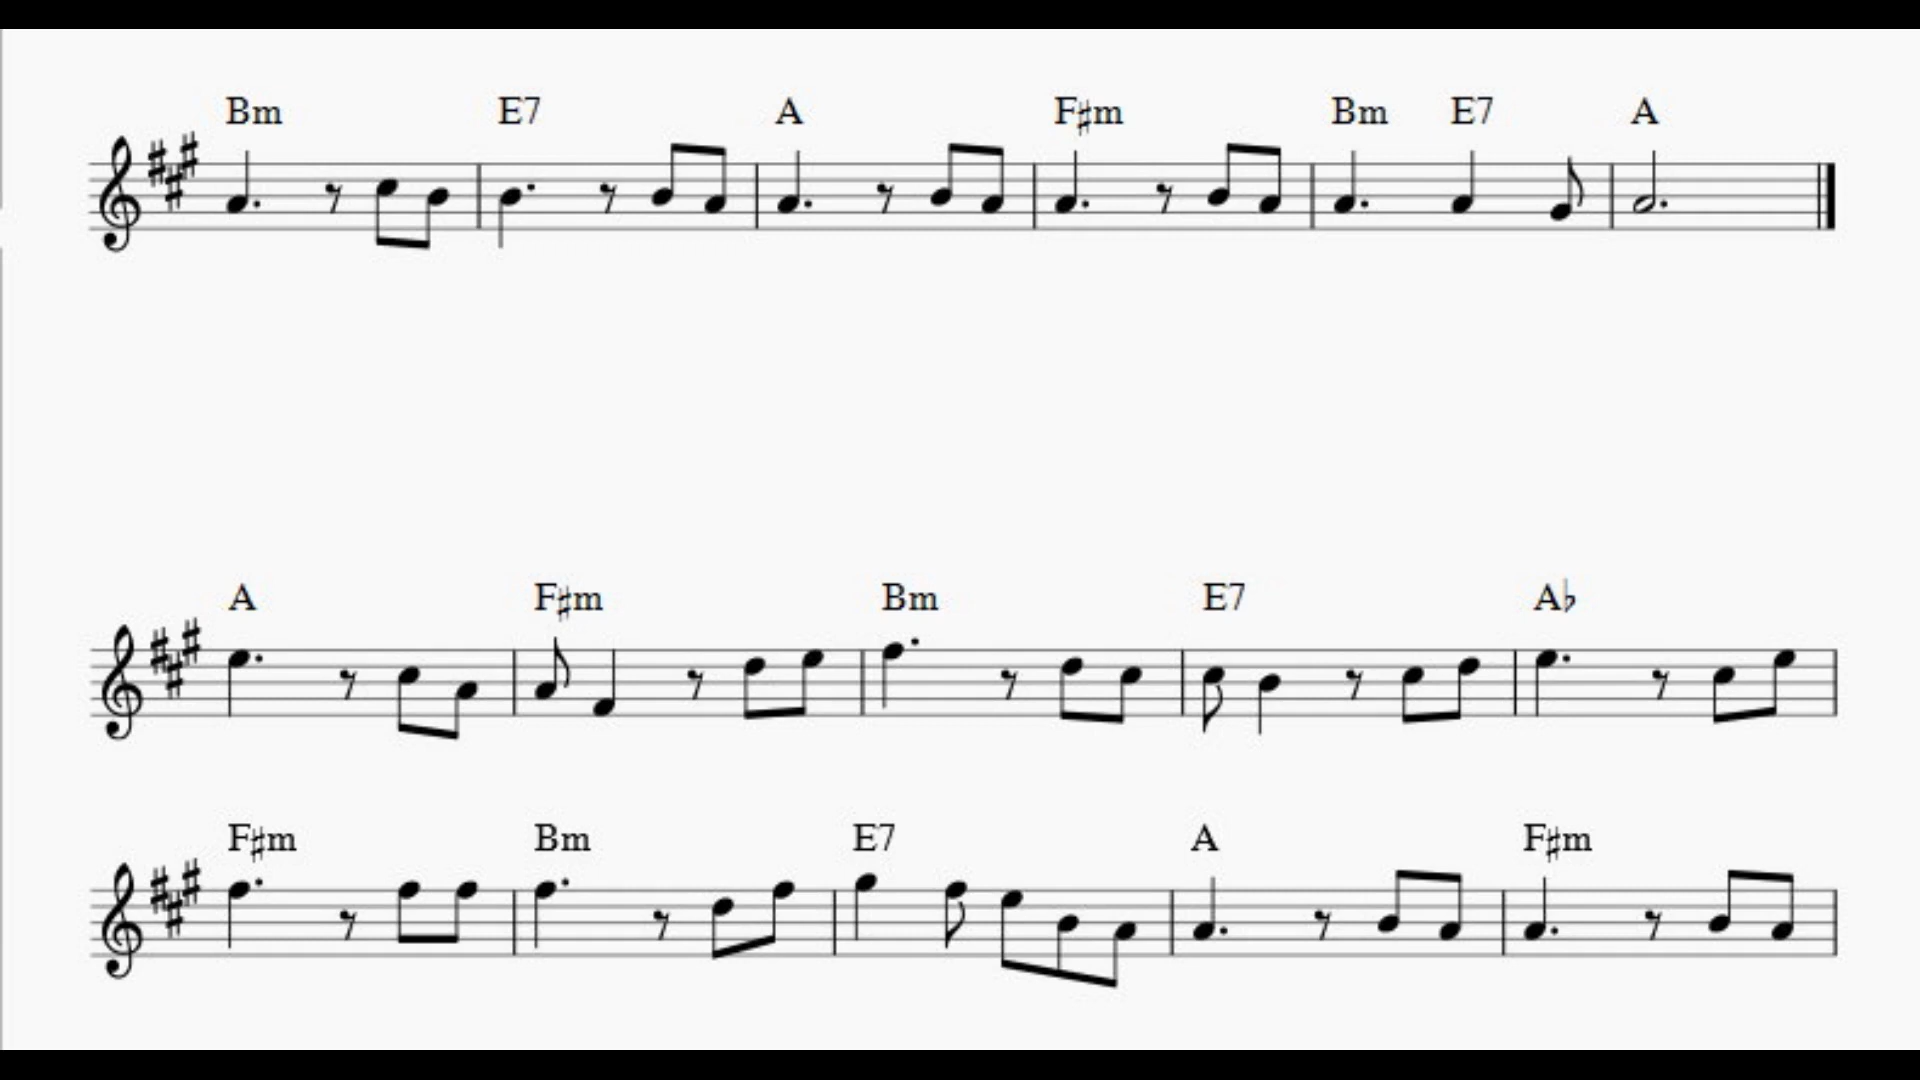 Bm E7 A F♯m Bm E7 A
A F♯m Bm E7 A♭
F♯m Bm E7 A F♯m